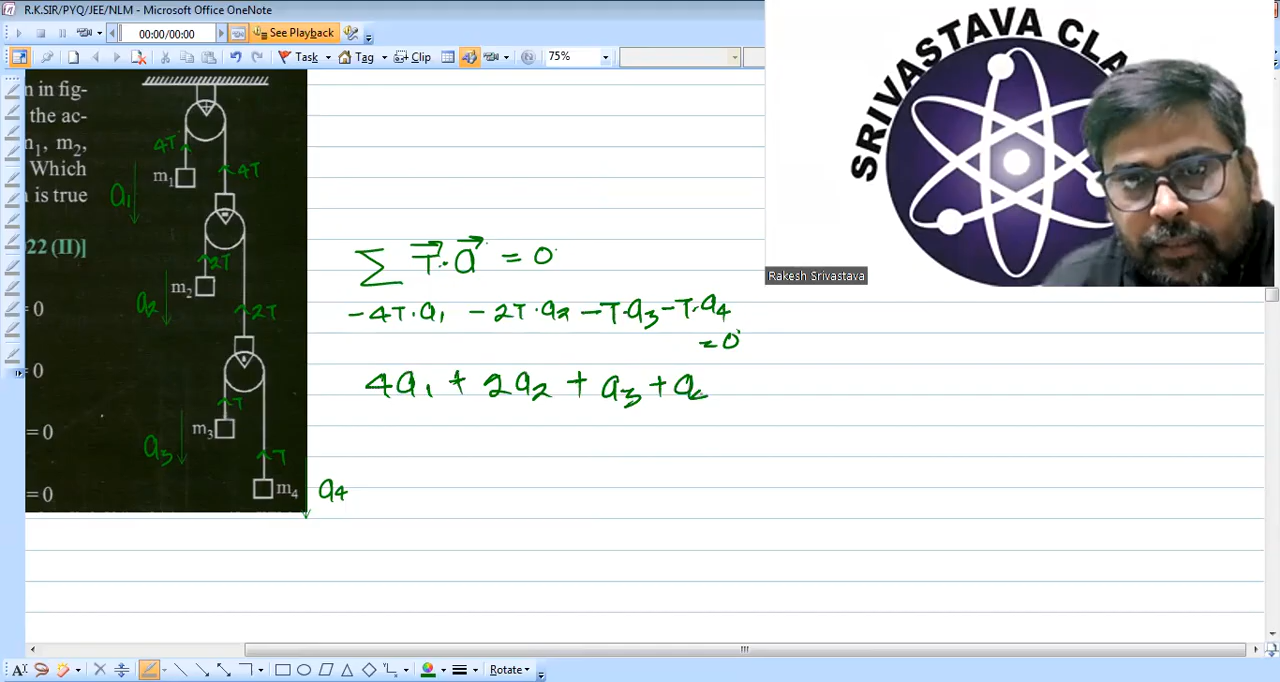 R.K.SIR/PYQ/JEE/NLM - Microsoft Office OneNote
00:00/00:00 See Playback
Task Tag Clip 75%
SRIVASTAVA CLA
Rakesh Srivastava
n in fig-
the ac-
n₁, m₂,
Which
n is true
22 (II)]
= 0
= 0
= 0
= 0
4T
4T
m₁
a₁
2T
m₂
a₂
2T
T
m₃
a₃
T
m₄
a₄
∑ T⃗·a⃗ = 0
-4T·a₁ - 2T·a₂ - T·a₃ - T·a₄
= 0
4a₁ + 2a₂ + a₃ + a
Rotate